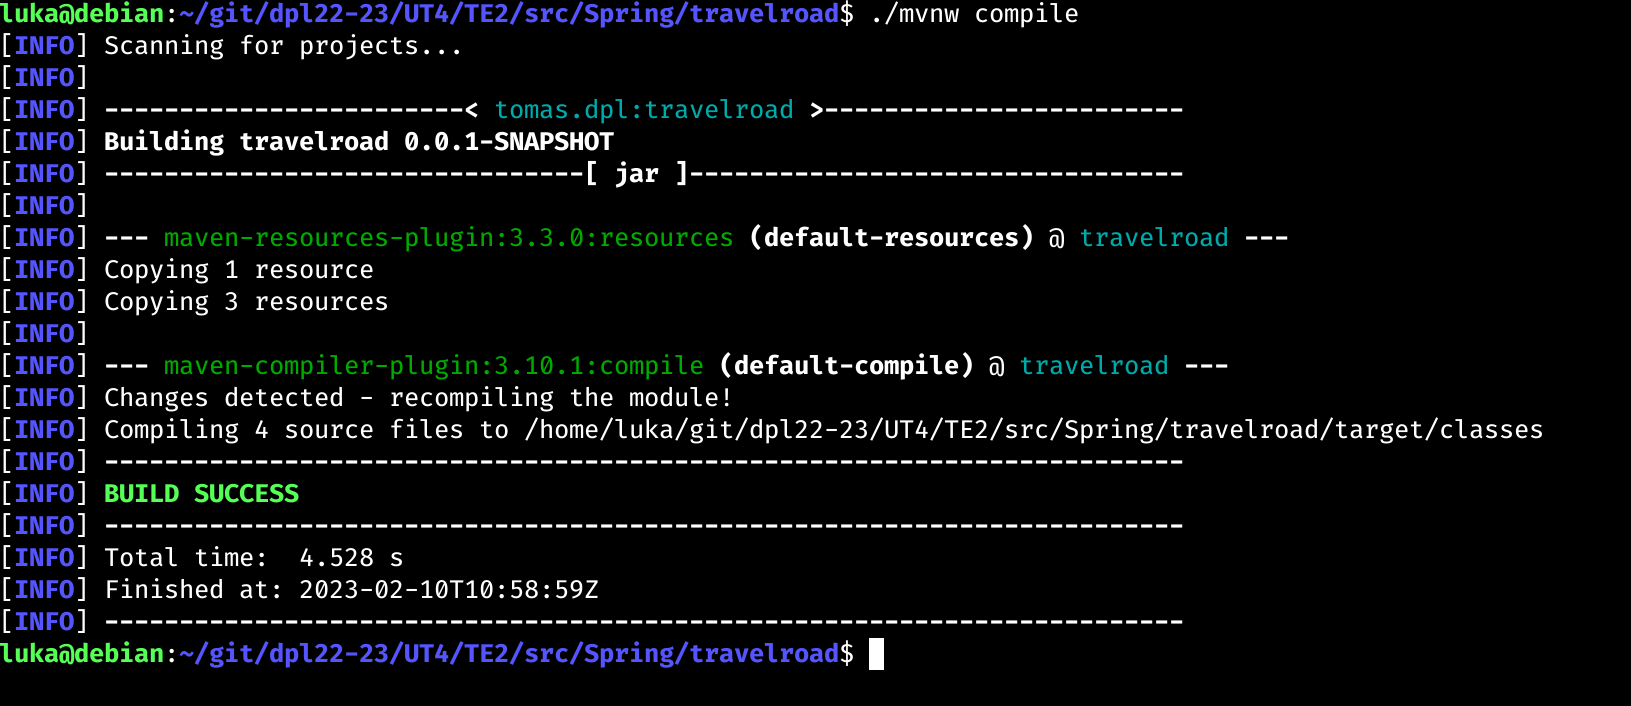 luka@debian:~/git/dpl22-23/UT4/TE2/src/Spring/travelroad$ ./mvnw compile
[INFO] Scanning for projects...
[INFO]
[INFO] ------------------------< tomas.dpl:travelroad >------------------------
[INFO] Building travelroad 0.0.1-SNAPSHOT
[INFO] --------------------------------[ jar ]---------------------------------
[INFO]
[INFO] --- maven-resources-plugin:3.3.0:resources (default-resources) @ travelroad ---
[INFO] Copying 1 resource
[INFO] Copying 3 resources
[INFO]
[INFO] --- maven-compiler-plugin:3.10.1:compile (default-compile) @ travelroad ---
[INFO] Changes detected - recompiling the module!
[INFO] Compiling 4 source files to /home/luka/git/dpl22-23/UT4/TE2/src/Spring/travelroad/target/classes
[INFO] ------------------------------------------------------------------------
[INFO] BUILD SUCCESS
[INFO] ------------------------------------------------------------------------
[INFO] Total time:  4.528 s
[INFO] Finished at: 2023-02-10T10:58:59Z
[INFO] ------------------------------------------------------------------------
luka@debian:~/git/dpl22-23/UT4/TE2/src/Spring/travelroad$